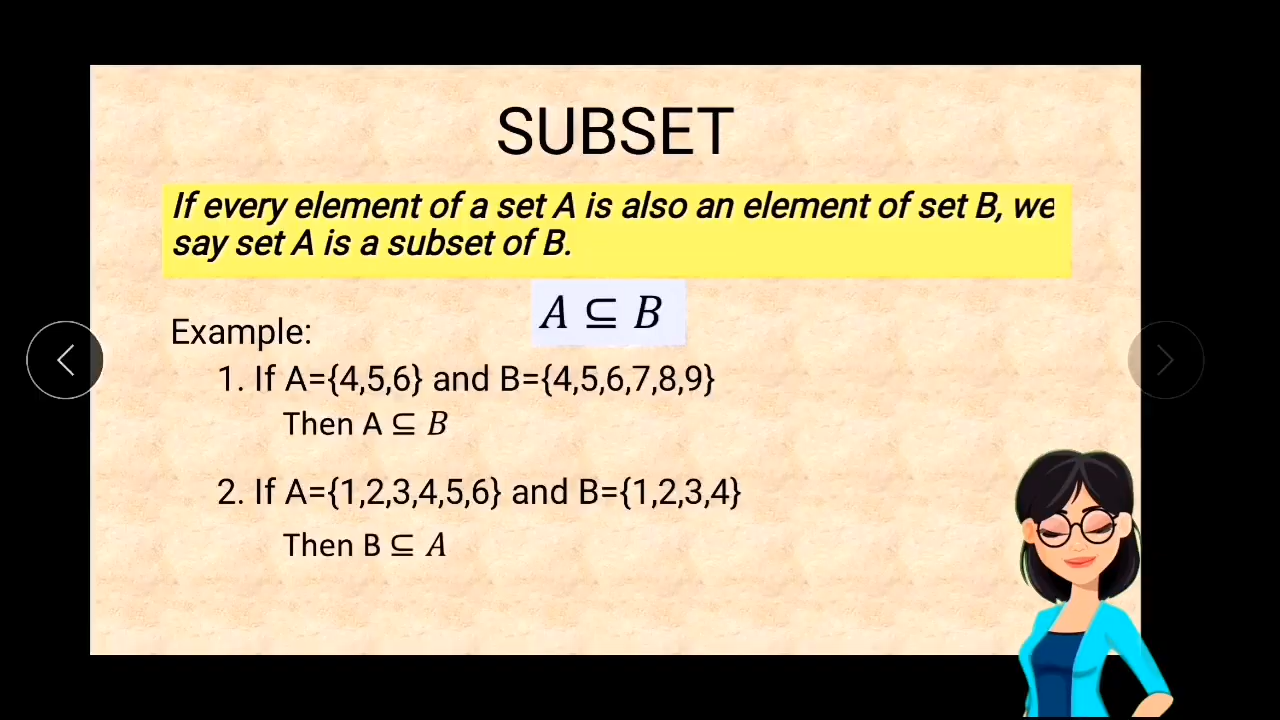 SUBSET
If every element of a set A is also an element of set B, we
say set A is a subset of B.
A ⊆ B
Example:
1. If A={4,5,6} and B={4,5,6,7,8,9}
Then A ⊆ B
2. If A={1,2,3,4,5,6} and B={1,2,3,4}
Then B ⊆ A